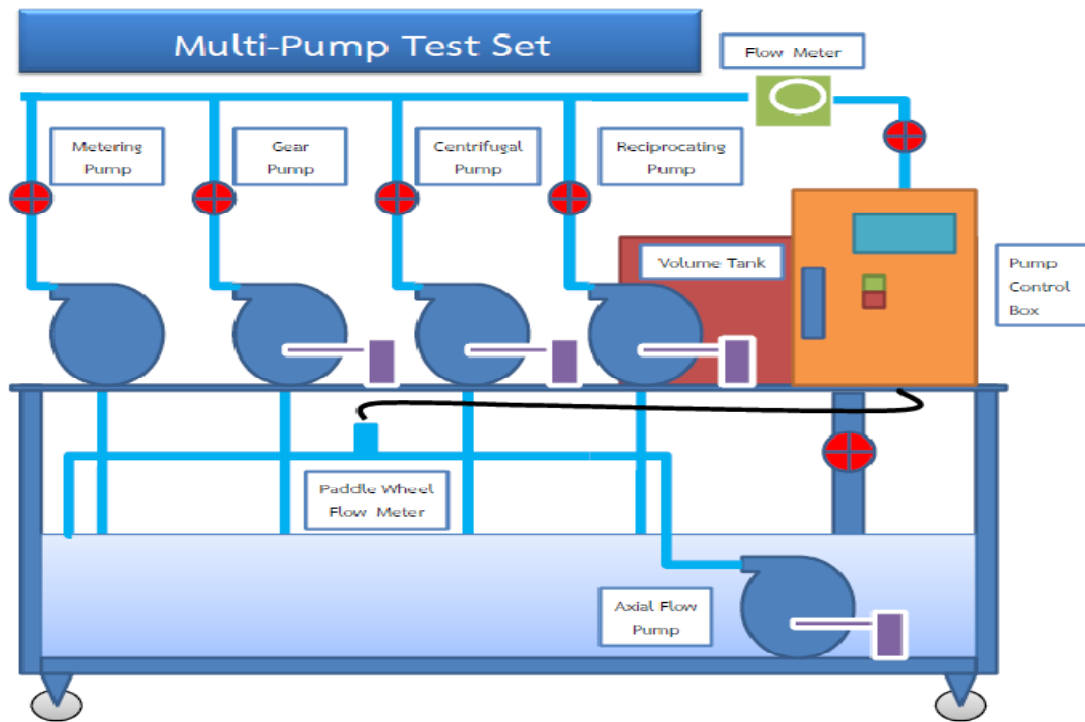 Multi-Pump Test Set
Flow Meter
Metering
Pump
Gear
Pump
Centrifugal
Pump
Reciprocating
Pump
Volume Tank
Pump
Control
Box
Paddle Wheel
Flow Meter
Axial Flow
Pump